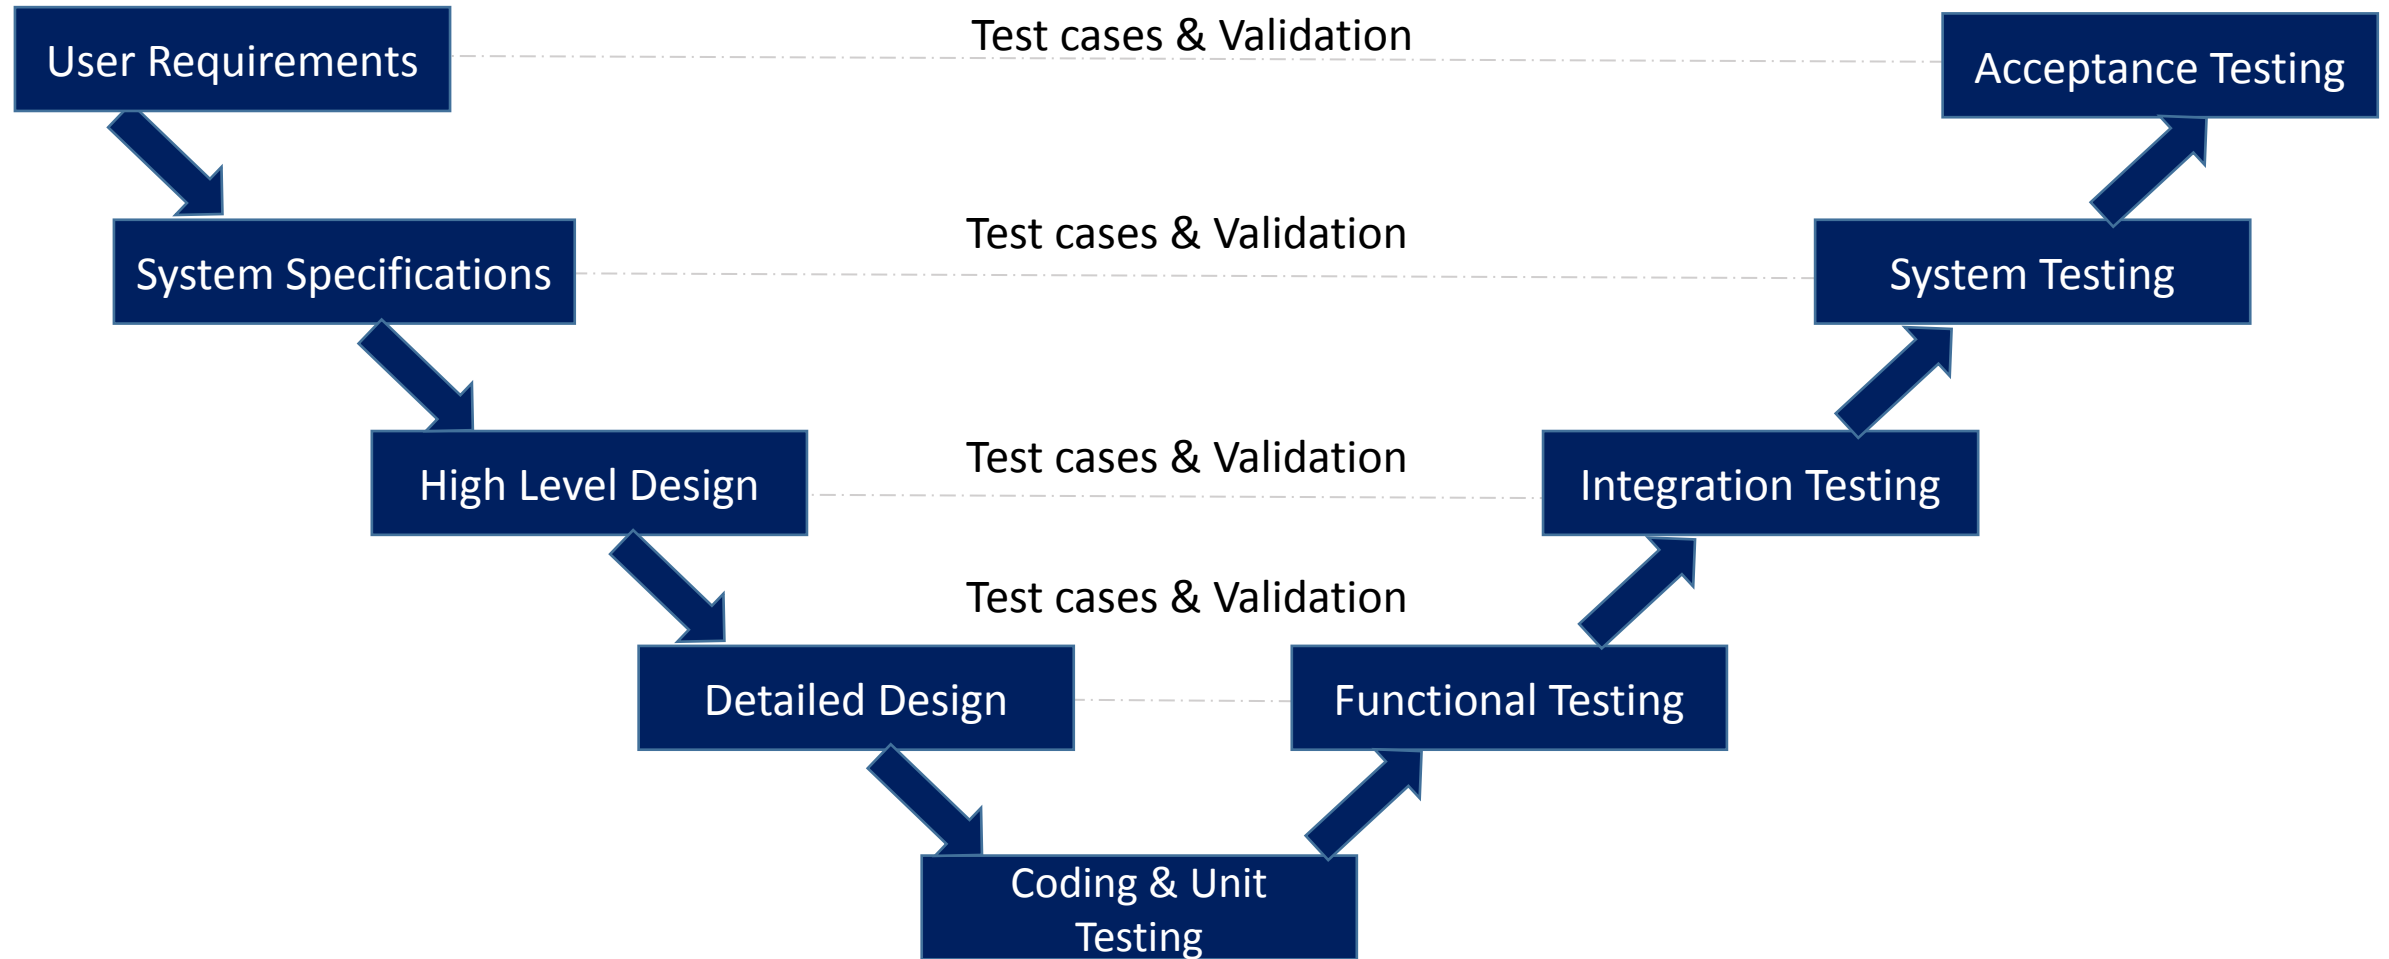 User Requirements
Test cases & Validation
Acceptance Testing
System Specifications
Test cases & Validation
System Testing
High Level Design
Test cases & Validation
Integration Testing
Test cases & Validation
Detailed Design
Functional Testing
Coding & Unit
Testing